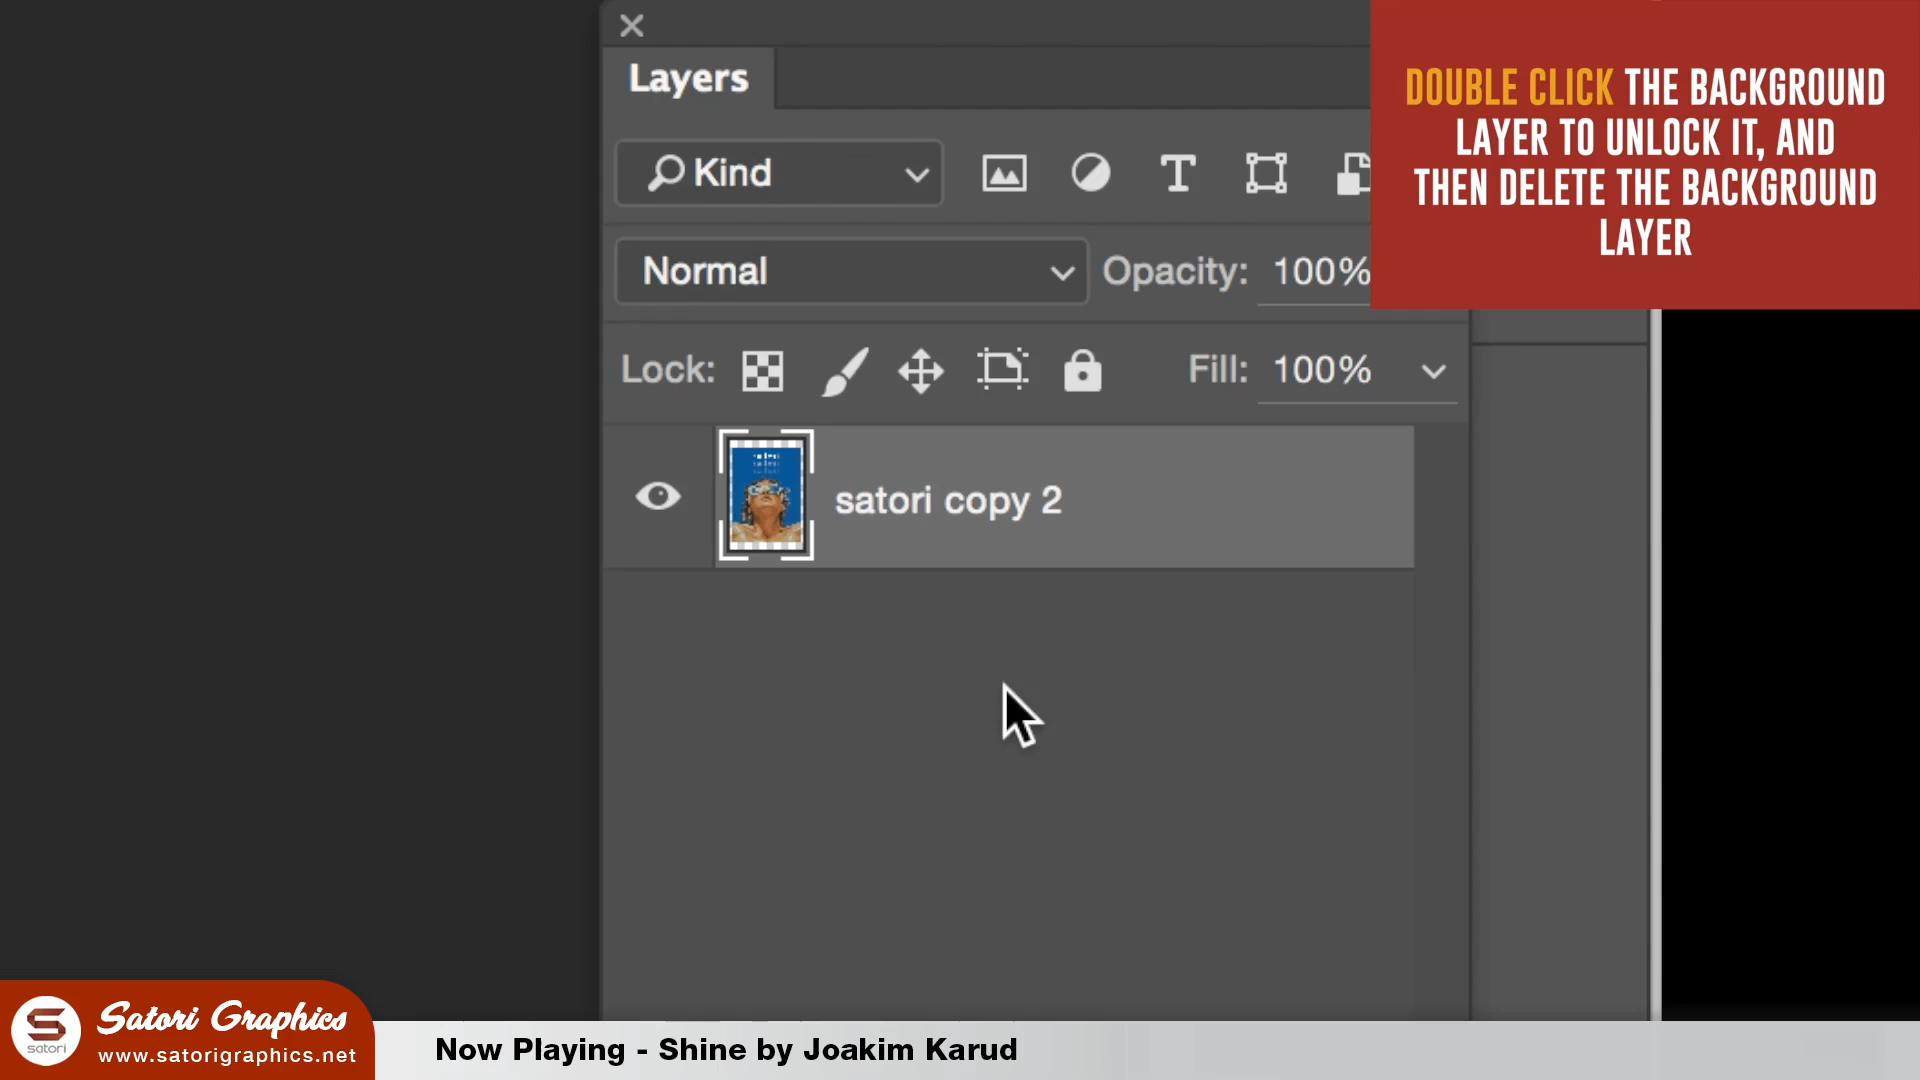 Layers
Kind
Normal
Opacity: 100%
Lock:
Fill: 100%
satori copy 2
DOUBLE CLICK THE BACKGROUND
LAYER TO UNLOCK IT, AND
THEN DELETE THE BACKGROUND
LAYER
Satori Graphics
satori
www.satorigraphics.net
Now Playing - Shine by Joakim Karud